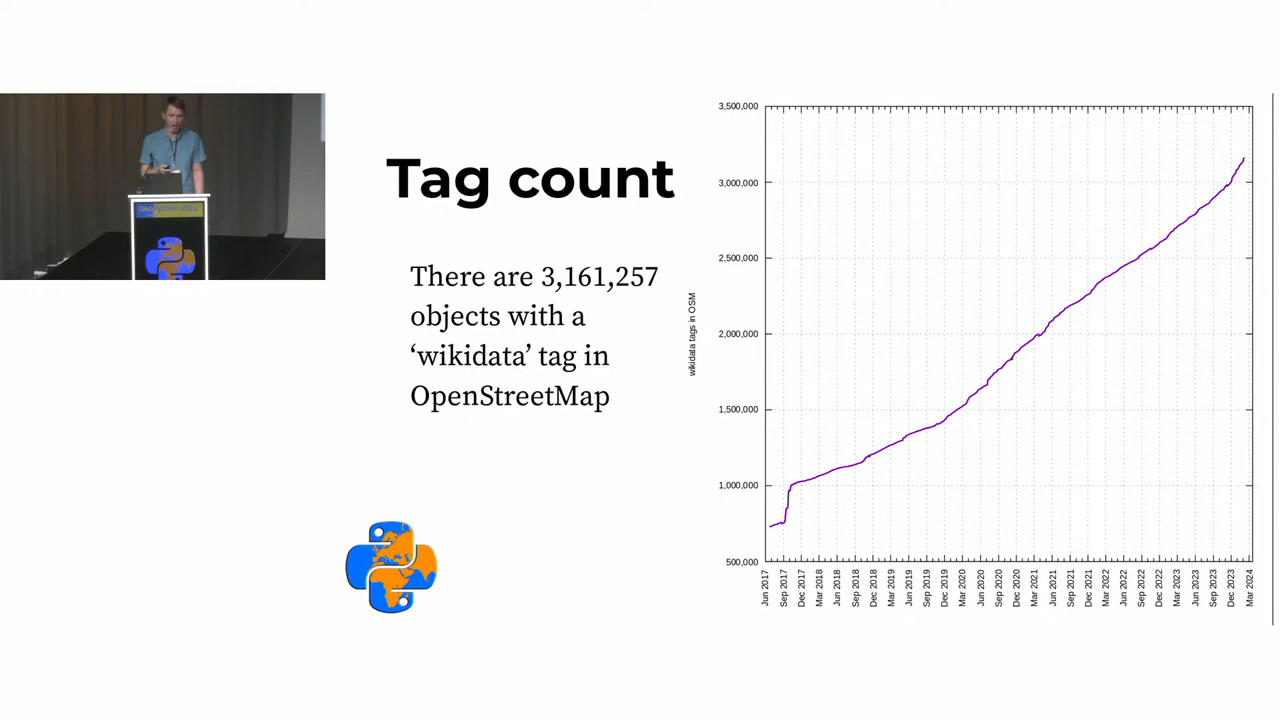 Tag count
There are 3,161,257
objects with a
‘wikidata’ tag in
OpenStreetMap
GeoPython 2024
wikidata tags in OSM
3,500,000
3,000,000
2,500,000
2,000,000
1,500,000
1,000,000
500,000
Jun 2017
Sep 2017
Dec 2017
Mar 2018
Jun 2018
Sep 2018
Dec 2018
Mar 2019
Jun 2019
Sep 2019
Dec 2019
Mar 2020
Jun 2020
Sep 2020
Dec 2020
Mar 2021
Jun 2021
Sep 2021
Dec 2021
Mar 2022
Jun 2022
Sep 2022
Dec 2022
Mar 2023
Jun 2023
Sep 2023
Dec 2023
Mar 2024